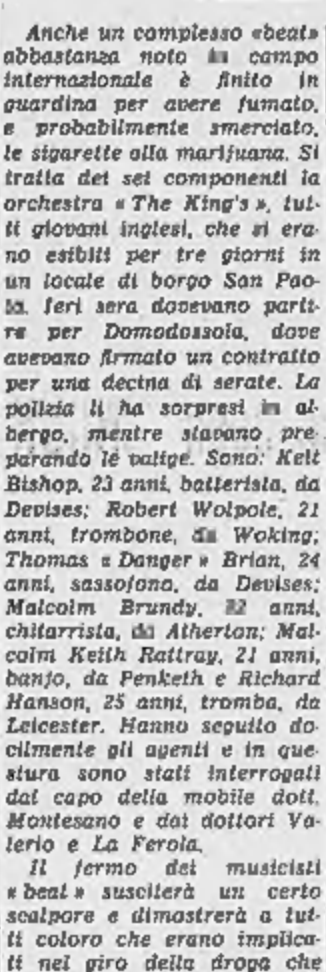 Anche un complesso «beat»
abbastanza noto in campo
internazionale è finito in
guardina per avere fumato,
e probabilmente smerciato,
le sigarette alla marijuana. Si
tratta dei sei componenti la
orchestra «The King's», tut-
ti giovani inglesi, che si era-
no esibiti per tre giorni in
un locale di borgo San Pao-
lo. Ieri sera dovevano parti-
re per Domodossola, dove
avevano firmato un contratto
per una decina di serate. La
polizia li ha sorpresi in al-
bergo, mentre stavano pre-
parando le valige. Sono: Keit
Bishop, 23 anni, batterista, da
Devises; Robert Wolpole, 21
anni, trombone, da Woking;
Thomas «Danger» Brian, 24
anni, sassofono, da Devises;
Malcolm Brundy, anni,
chitarrista, da Atherton; Mal-
colm Keith Rattray, 21 anni,
banjo, da Penketh e Richard
Hanson, 25 anni, tromba, da
Leicester. Hanno seguito do-
cilmente gli agenti e in que-
stura sono stati interrogati
dal capo della mobile dott.
Montesano e dai dottori Va-
lerio e La Ferola.
Il fermo dei musicisti
«beat» susciterà un certo
scalpore e dimostrerà a tut-
ti coloro che erano implica-
ti nel giro della droga che